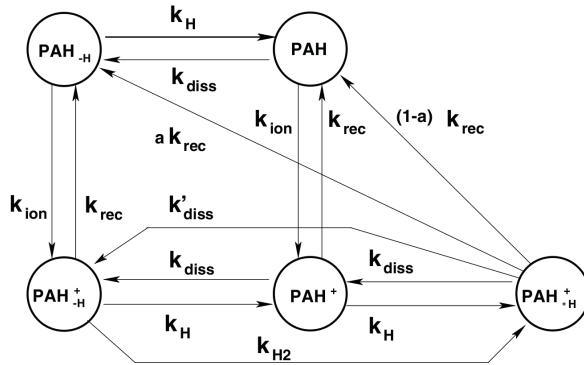 k_H
PAH_-H
PAH
k_diss
k_ion
k_rec
a k_rec
k_ion
k_rec
(1-a) k_rec
k'_diss
k_diss
k_diss
PAH^+_-H
PAH^+
PAH^+_*H
k_H
k_H
k_H2